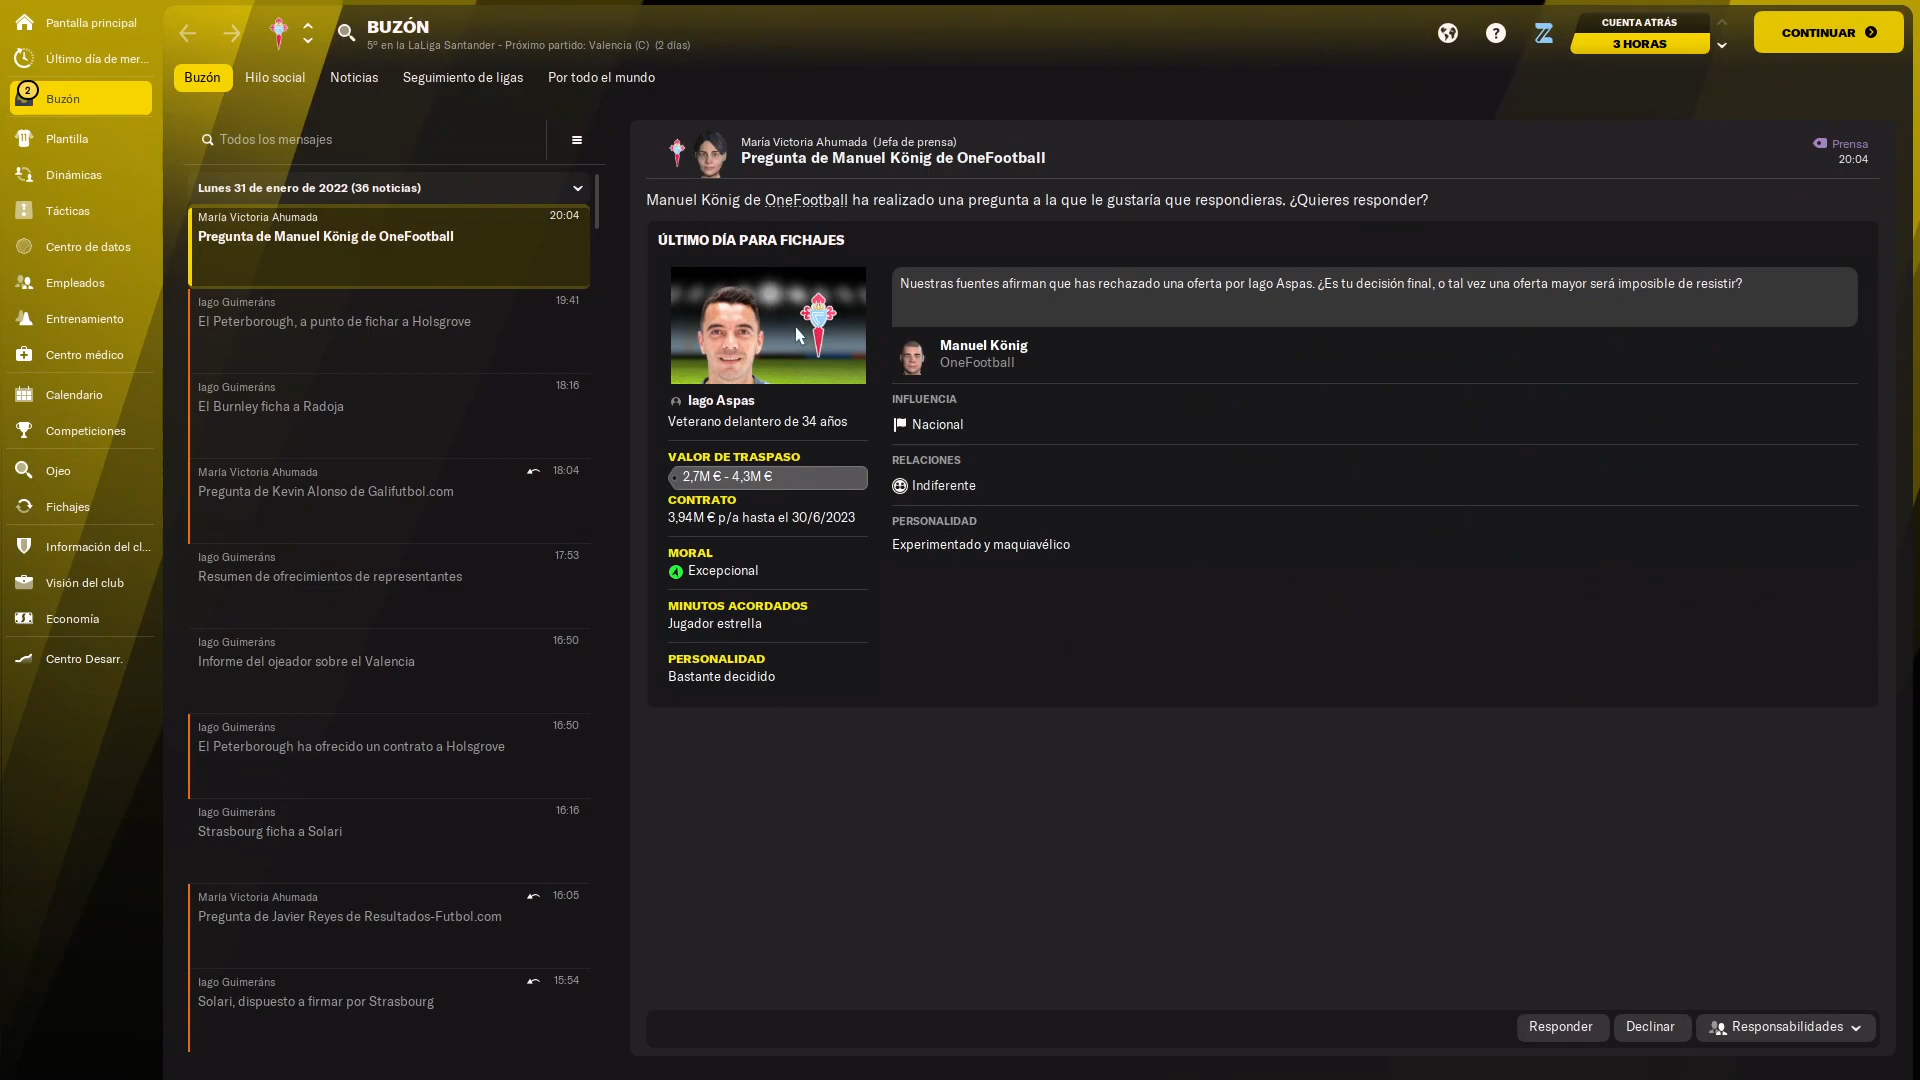 Pantalla principal
Último día de mer...
2
Buzón
Plantilla
Dinámicas
Tácticas
Centro de datos
Empleados
Entrenamiento
Centro médico
Calendario
Competiciones
Ojeo
Fichajes
Información del cl...
Visión del club
Economía
Centro Desarr.
BUZÓN
5º en la LaLiga Santander - Próximo partido: Valencia (C) (2 días)
?
CUENTA ATRÁS
3 HORAS
CONTINUAR
Buzón
Hilo social
Noticias
Seguimiento de ligas
Por todo el mundo
Todos los mensajes
Lunes 31 de enero de 2022 (36 noticias)
María Victoria Ahumada 20:04
Pregunta de Manuel König de OneFootball
Iago Guimeráns 19:41
El Peterborough, a punto de fichar a Holsgrove
Iago Guimeráns 18:16
El Burnley ficha a Radoja
María Victoria Ahumada 18:04
Pregunta de Kevin Alonso de Galifutbol.com
Iago Guimeráns 17:53
Resumen de ofrecimientos de representantes
Iago Guimeráns 16:50
Informe del ojeador sobre el Valencia
Iago Guimeráns 16:50
El Peterborough ha ofrecido un contrato a Holsgrove
Iago Guimeráns 16:16
Strasbourg ficha a Solari
María Victoria Ahumada 16:05
Pregunta de Javier Reyes de Resultados-Futbol.com
Iago Guimeráns 15:54
Solari, dispuesto a firmar por Strasbourg
María Victoria Ahumada (Jefa de prensa)
Pregunta de Manuel König de OneFootball
Prensa
20:04
Manuel König de OneFootball ha realizado una pregunta a la que le gustaría que respondieras. ¿Quieres responder?
ÚLTIMO DÍA PARA FICHAJES
Iago Aspas
Veterano delantero de 34 años
VALOR DE TRASPASO
2,7M € - 4,3M €
CONTRATO
3,94M € p/a hasta el 30/6/2023
MORAL
Excepcional
MINUTOS ACORDADOS
Jugador estrella
PERSONALIDAD
Bastante decidido
Nuestras fuentes afirman que has rechazado una oferta por Iago Aspas. ¿Es tu decisión final, o tal vez una oferta mayor será imposible de resistir?
Manuel König
OneFootball
INFLUENCIA
Nacional
RELACIONES
Indiferente
PERSONALIDAD
Experimentado y maquiavélico
Responder
Declinar
Responsabilidades